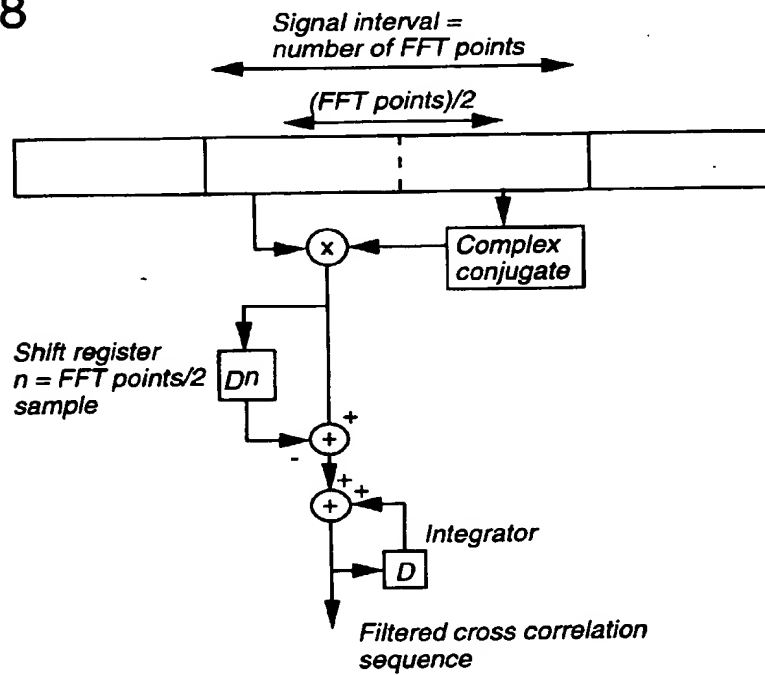 8
Signal interval =
number of FFT points
(FFT points)/2
x
Complex
conjugate
Shift register
n = FFT points/2
sample
Dn
+
+
-
+
+
+
Integrator
D
Filtered cross correlation
sequence